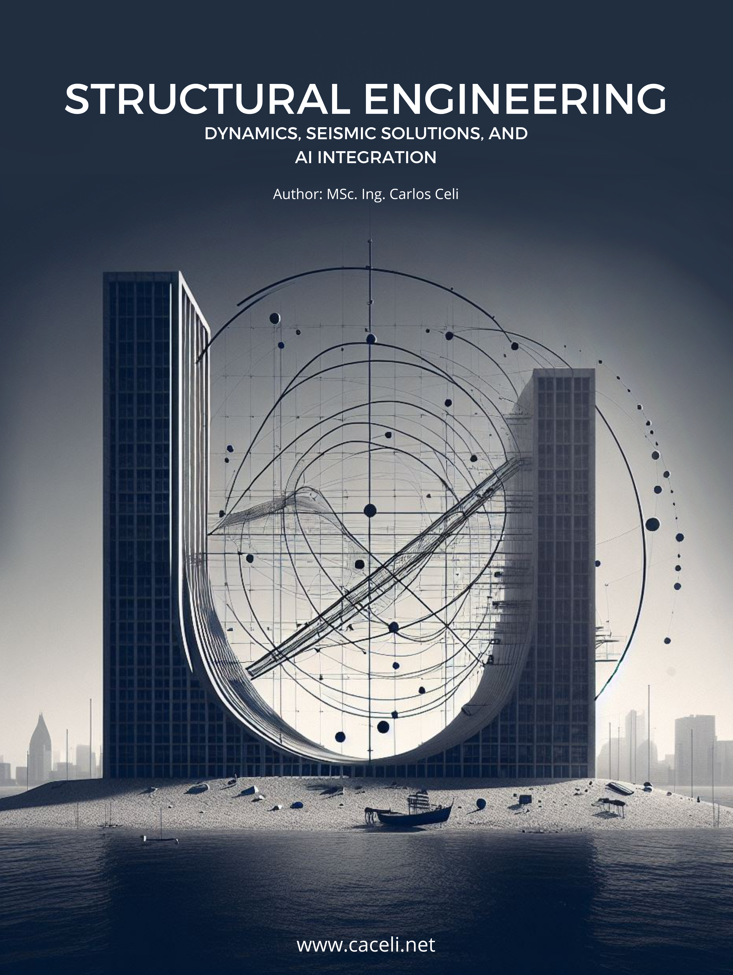 STRUCTURAL ENGINEERING
DYNAMICS, SEISMIC SOLUTIONS, AND
AI INTEGRATION
Author: MSc. Ing. Carlos Celi
www.caceli.net